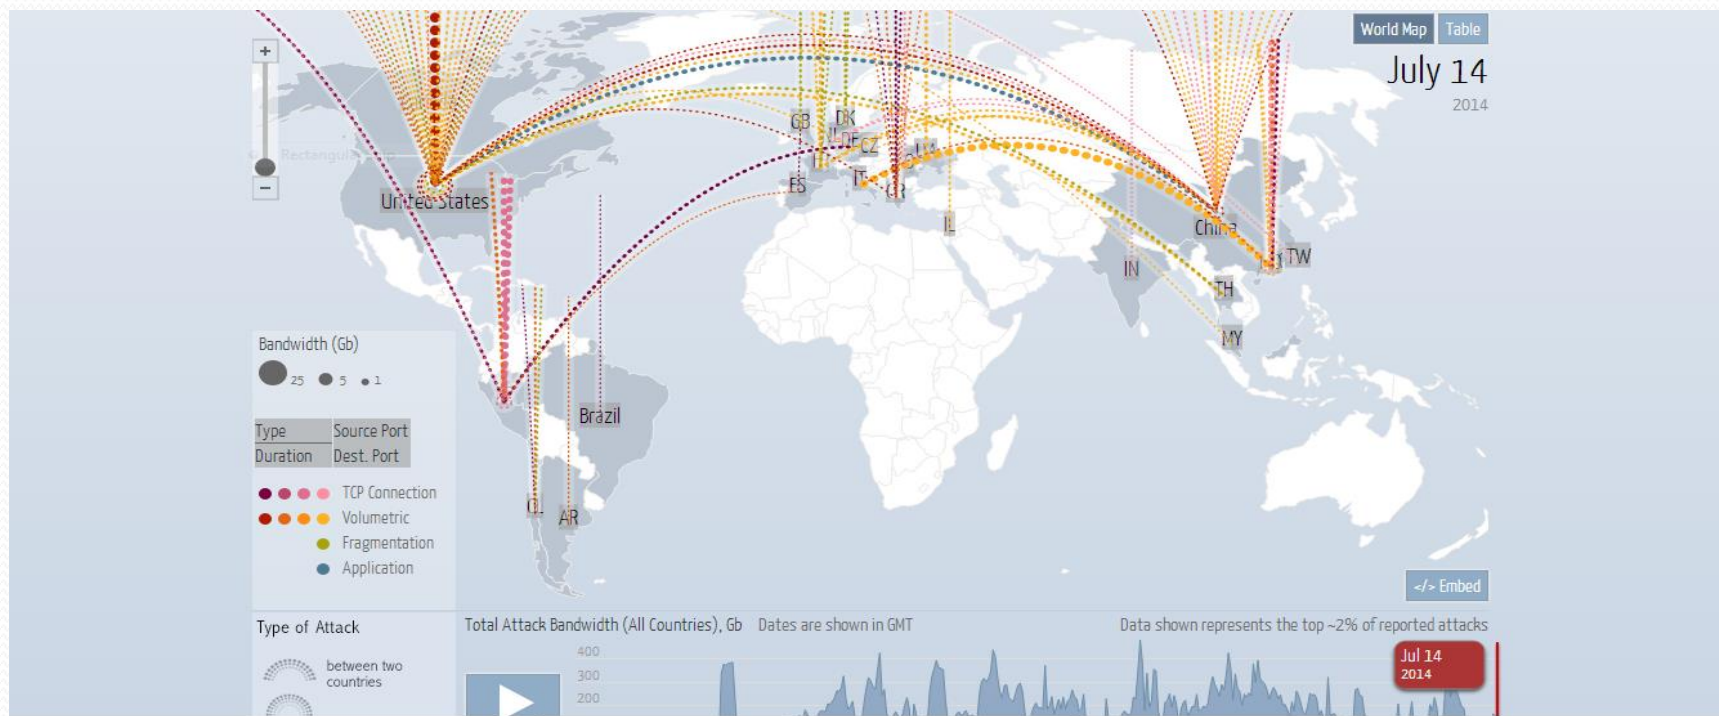 World Map
Table
July 14
2014
+
−
United States
GB
DK
DE
CZ
ES
IT
IL
IN
China
TW
TH
MY
Brazil
CL
AR
Bandwidth (Gb)
25 5 1
Type Source Port
Duration Dest. Port
TCP Connection
Volumetric
Fragmentation
Application
</> Embed
Type of Attack
between two
countries
Total Attack Bandwidth (All Countries), Gb Dates are shown in GMT
Data shown represents the top ~2% of reported attacks
400
300
200
Jul 14
2014